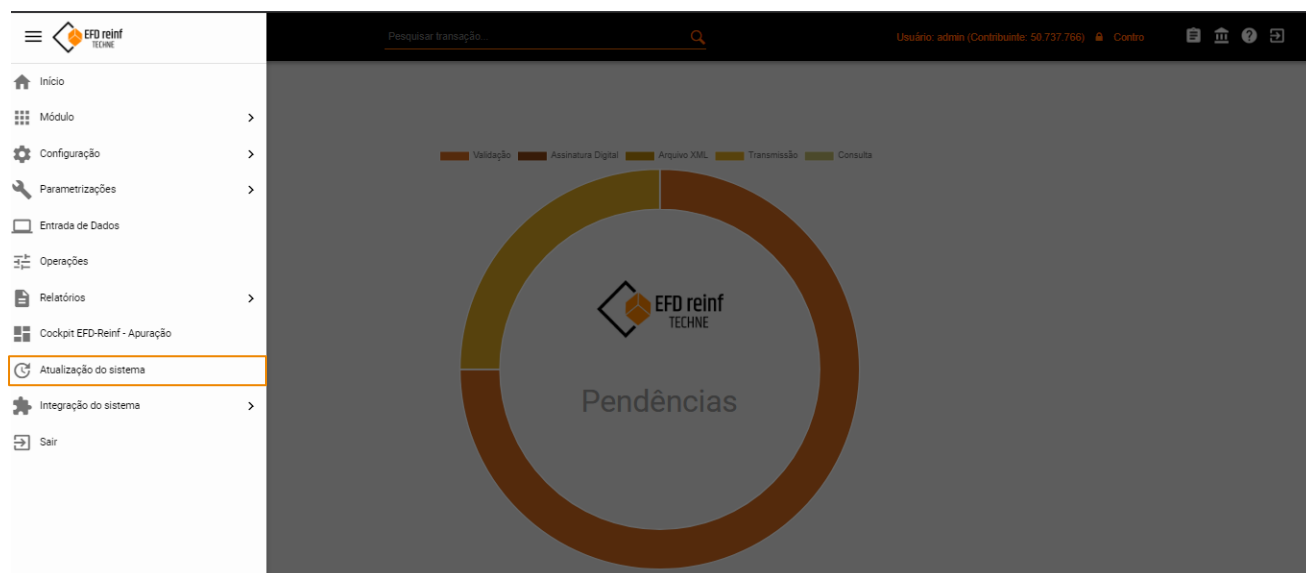 EFD reinf
TECHNE
Pesquisar transação...
Usuário: admin (Contribuinte: 50.737.766) Contro
Início
Módulo
Configuração
Parametrizações
Entrada de Dados
Operações
Relatórios
Cockpit EFD-Reinf - Apuração
Atualização do sistema
Integração do sistema
Sair
Validação Assinatura Digital Arquivo XML Transmissão Consulta
EFD reinf
TECHNE
Pendências